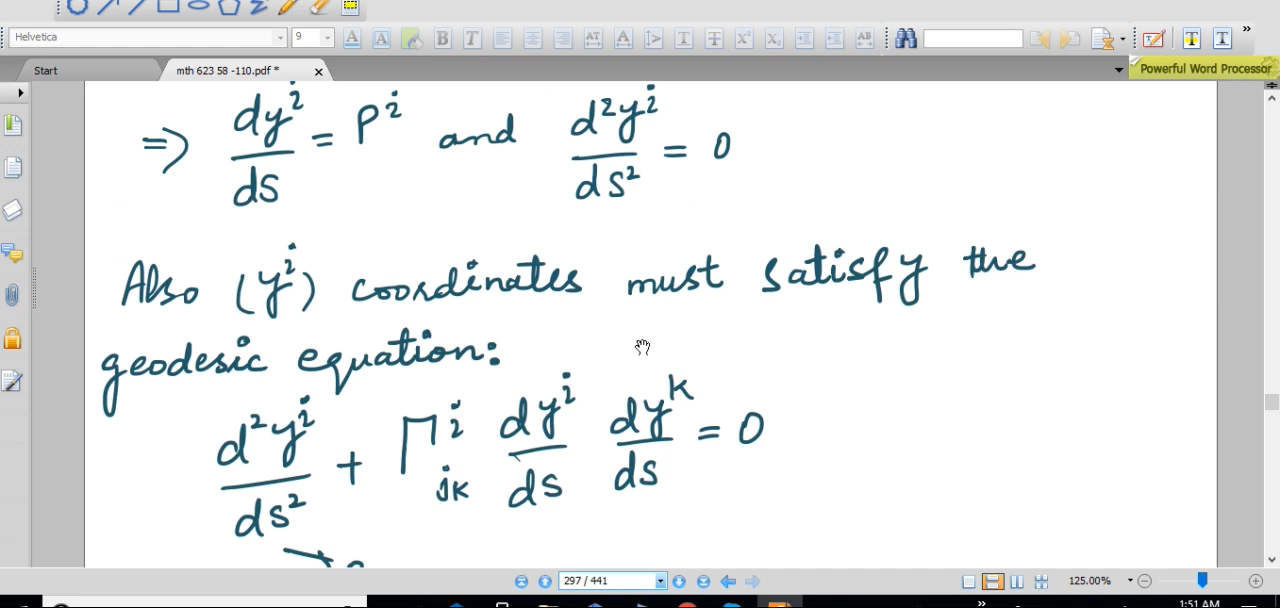 Helvetica 9
Start mth 623 58 -110.pdf * Powerful Word Processor
=> dy^i/ds = p^i and d²y^i/ds² = 0
Also (y^i) coordinates must satisfy the
geodesic equation:
d²y^i/ds² + Γ^i_jk dy^i/ds dy^k/ds = 0
297 / 441 125.00%
1:51 AM